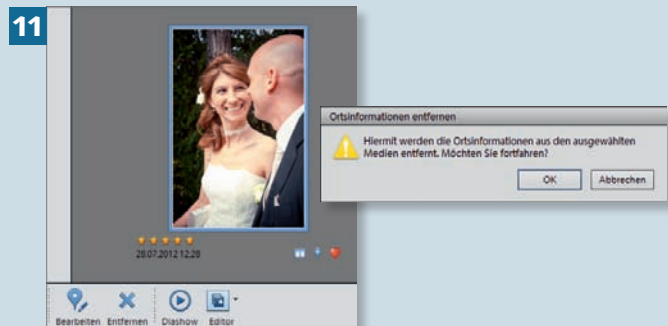 11
Ortsinformationen entfernen
Hiermit werden die Ortsinformationen aus den ausgewählten
Medien entfernt. Möchten Sie fortfahren?
OK Abbrechen
28.07.2012 12:28
Bearbeiten Entfernen Diashow Editor